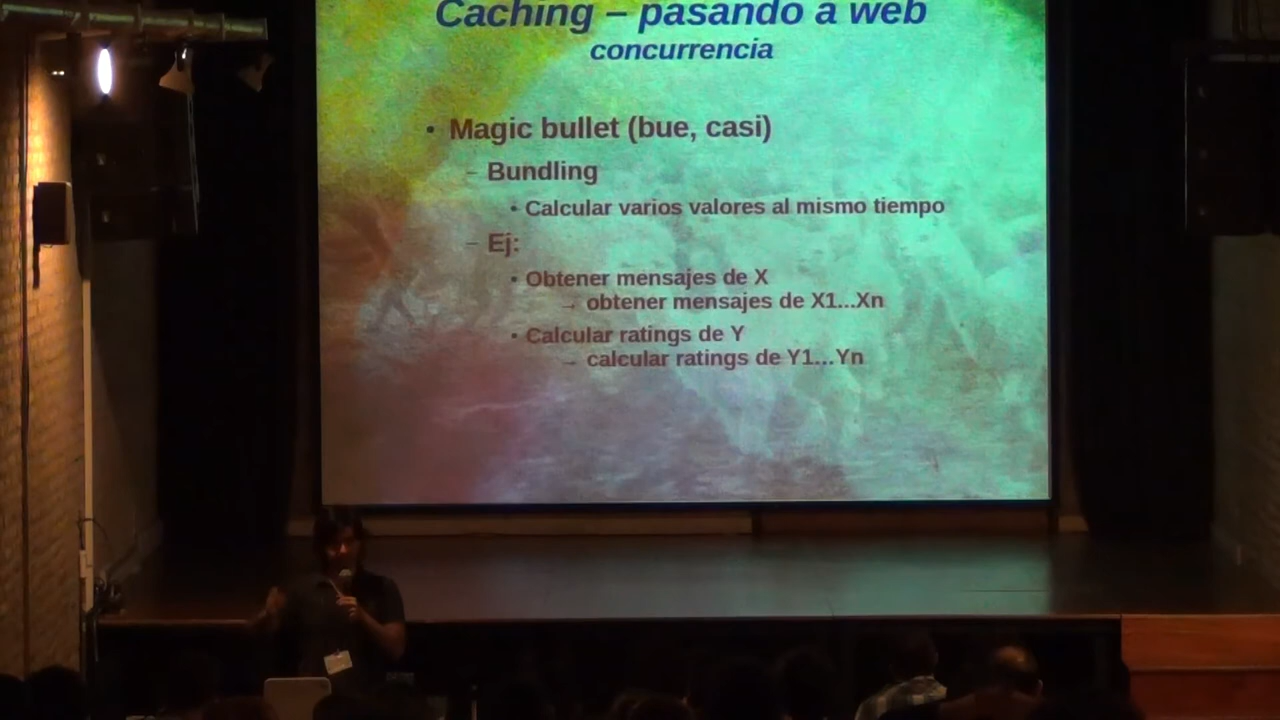 Caching – pasando a web
concurrencia
• Magic bullet (bue, casi)
– Bundling
• Calcular varios valores al mismo tiempo
– Ej:
• Obtener mensajes de X
→ obtener mensajes de X1...Xn
• Calcular ratings de Y
→ calcular ratings de Y1...Yn